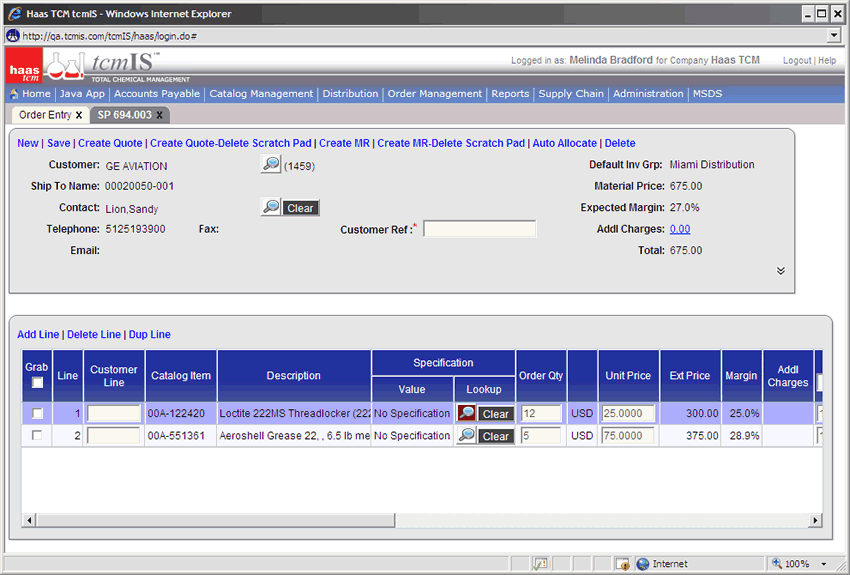 Haas TCM tcmIS - Windows Internet Explorer
http://qa.tcmis.com/tcmIS/haas/login.do#
haas tcm
tcmIS™
TOTAL CHEMICAL MANAGEMENT
Logged in as: Melinda Bradford for Company Haas TCM Logout | Help
Home | Java App | Accounts Payable | Catalog Management | Distribution | Order Management | Reports | Supply Chain | Administration | MSDS
Order Entry x SP 694.003 x
New | Save | Create Quote | Create Quote-Delete Scratch Pad | Create MR | Create MR-Delete Scratch Pad | Auto Allocate | Delete
Customer: GE AVIATION (1459) Default Inv Grp: Miami Distribution
Ship To Name: 00020050-001 Material Price: 675.00
Contact: Lion,Sandy Clear Expected Margin: 27.0%
Telephone: 5125193900 Fax: Customer Ref :* Addl Charges: 0.00
Email: Total: 675.00
Add Line | Delete Line | Dup Line
Grab Line Customer Line Catalog Item Description Specification Value Lookup Order Qty Unit Price Ext Price Margin Addl Charges
1 00A-122420 Loctite 222MS Threadlocker (222 No Specification Clear 12 USD 25.0000 300.00 25.0%
2 00A-551361 Aeroshell Grease 22, , 6.5 lb me No Specification Clear 5 USD 75.0000 375.00 28.9%
Internet 100%